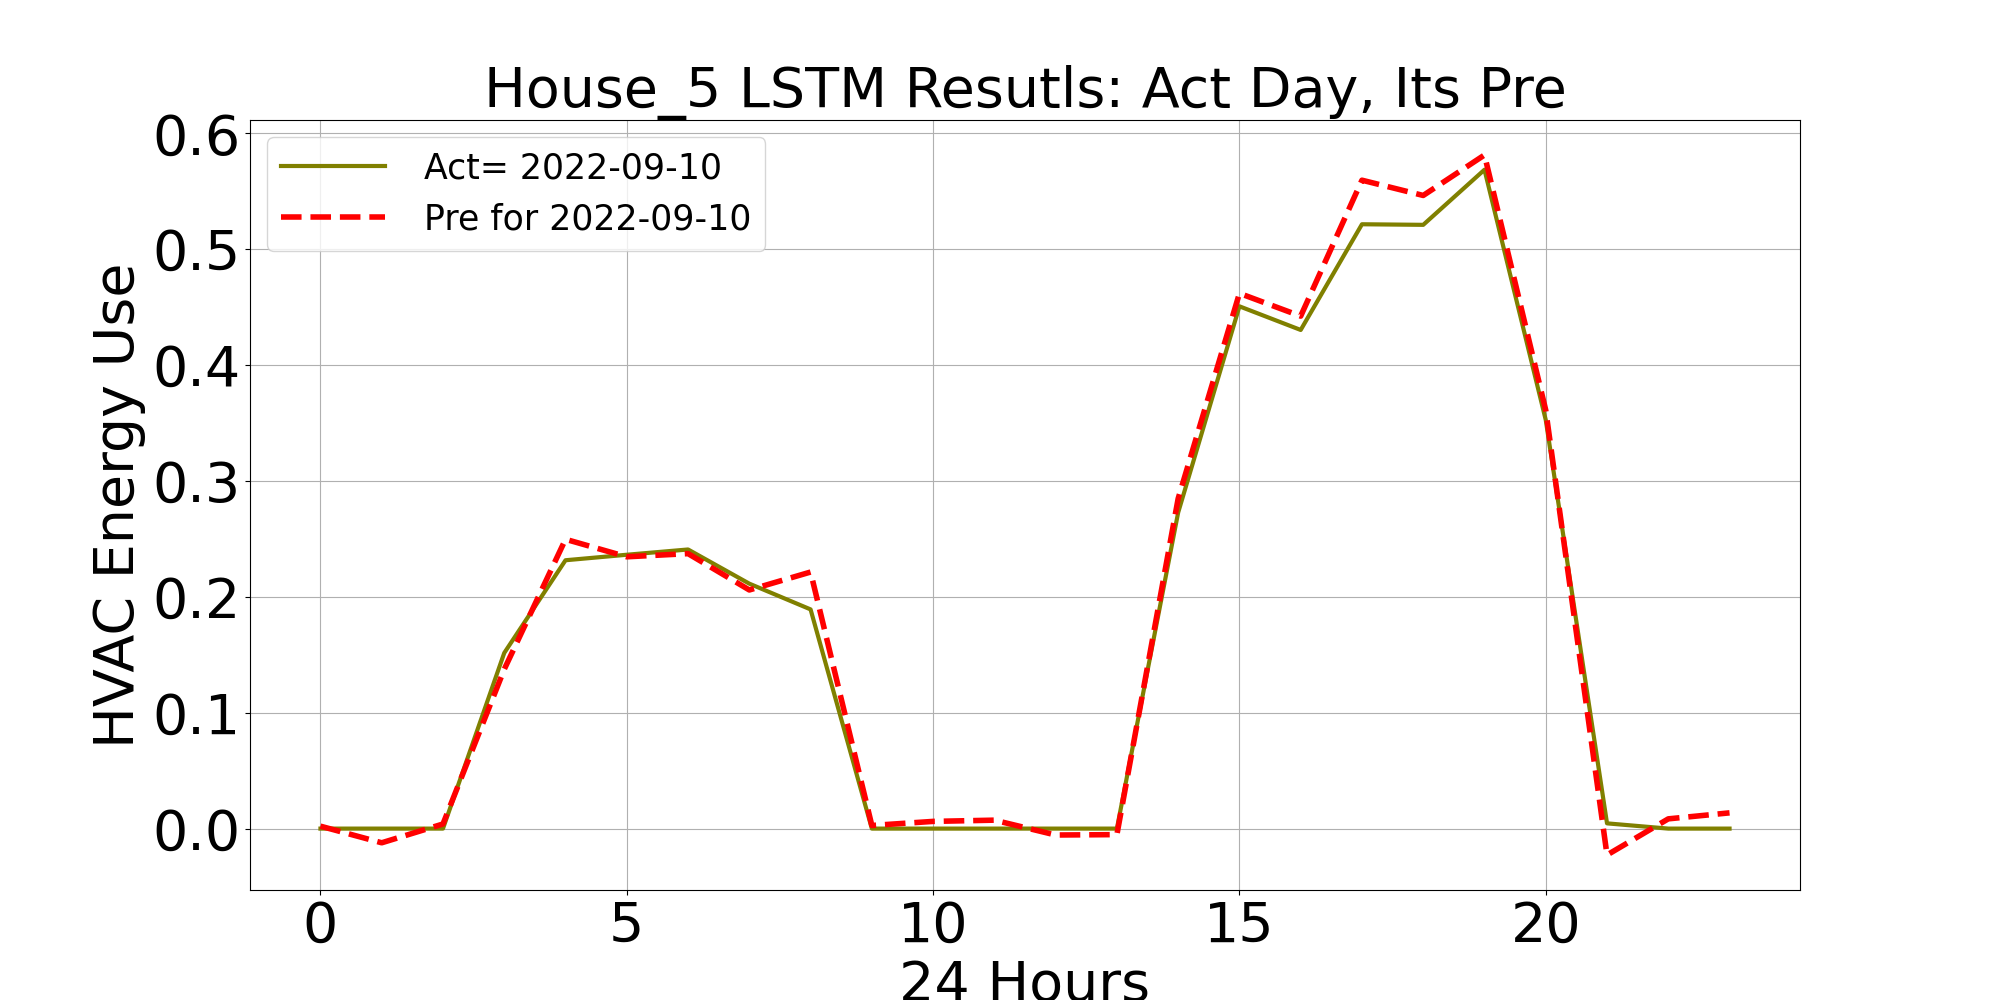 House_5 LSTM Resutls: Act Day, Its Pre
Act= 2022-09-10
Pre for 2022-09-10
HVAC Energy Use
0.6
0.5
0.4
0.3
0.2
0.1
0.0
0 5 10 15 20
24 Hours